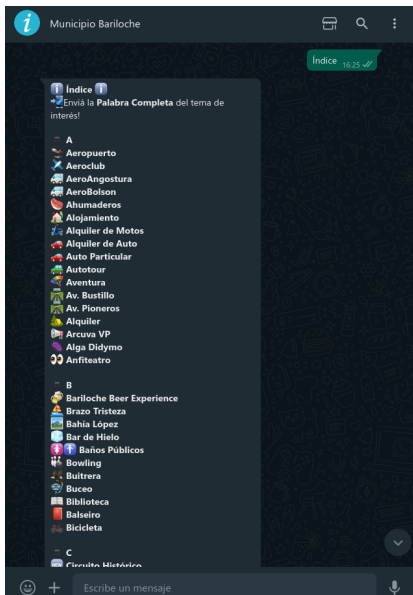 Municipio Bariloche
Índice 16:25
Índice
Enviá la Palabra Completa del tema de
interés!
A
Aeropuerto
Aeroclub
AeroAngostura
AeroBolson
Ahumaderos
Alojamiento
Alquiler de Motos
Alquiler de Auto
Auto Particular
Autotour
Aventura
Av. Bustillo
Av. Pioneros
Alquiler
Arcuva VP
Alga Didymo
Anfiteatro
B
Bariloche Beer Experience
Brazo Tristeza
Bahía López
Bar de Hielo
Baños Públicos
Bowling
Buitrera
Buceo
Biblioteca
Balseiro
Bicicleta
C
Circuito Histórico
Escribe un mensaje